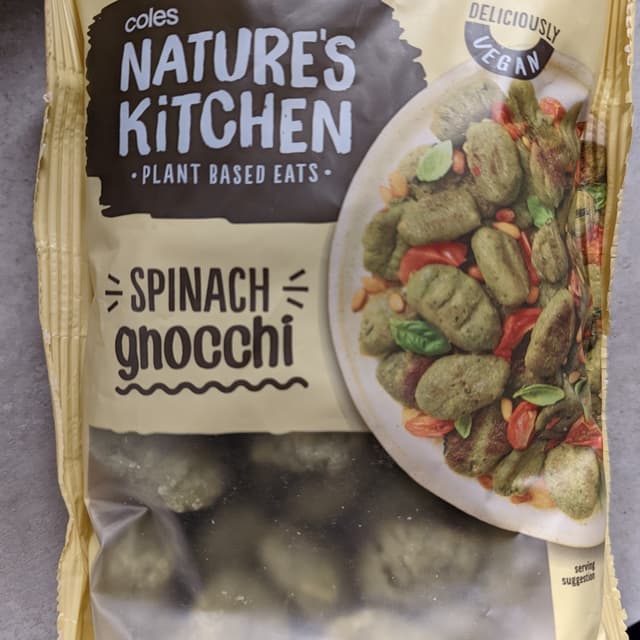 coles
NATURE'S
KiTCHEN
• PLANT BASED EATS •
DELICIOUSLY
VEGAN
SPINACH
gnocchi
serving
suggestion